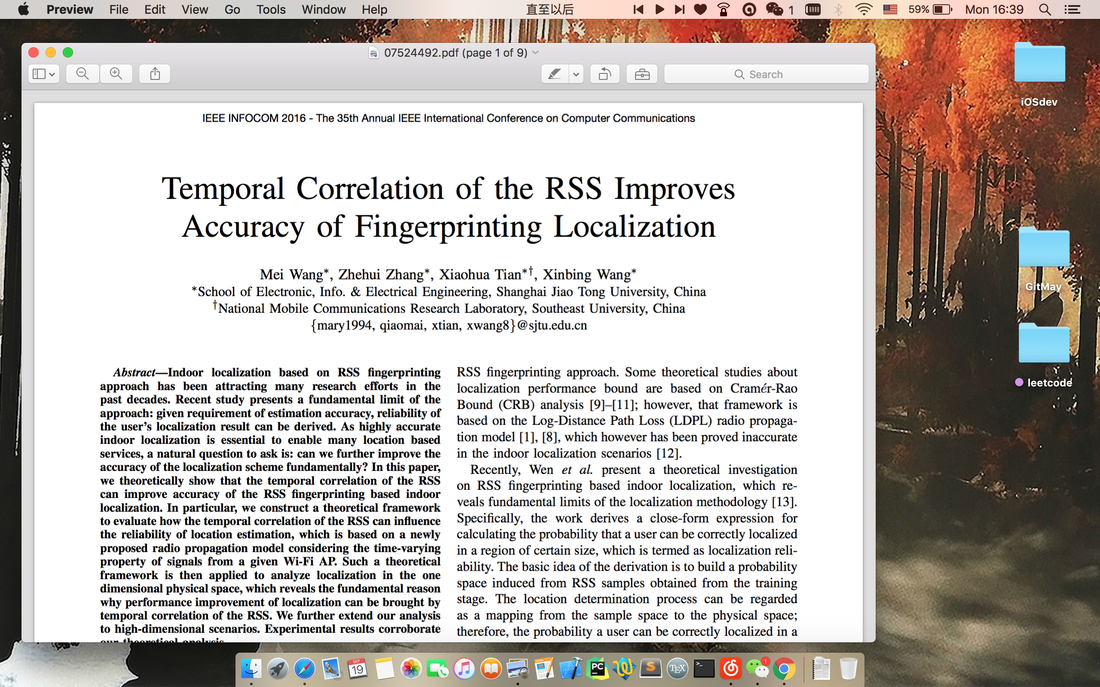 Preview File Edit View Go Tools Window Help 直至以后 1 59% Mon 16:39
07524492.pdf (page 1 of 9)
Search
IEEE INFOCOM 2016 - The 35th Annual IEEE International Conference on Computer Communications
Temporal Correlation of the RSS Improves
Accuracy of Fingerprinting Localization
Mei Wang*, Zhehui Zhang*, Xiaohua Tian*†, Xinbing Wang*
*School of Electronic, Info. & Electrical Engineering, Shanghai Jiao Tong University, China
†National Mobile Communications Research Laboratory, Southeast University, China
{mary1994, qiaomai, xtian, xwang8}@sjtu.edu.cn
Abstract—Indoor localization based on RSS fingerprinting
approach has been attracting many research efforts in the
past decades. Recent study presents a fundamental limit of the
approach: given requirement of estimation accuracy, reliability of
the user's localization result can be derived. As highly accurate
indoor localization is essential to enable many location based
services, a natural question to ask is: can we further improve the
accuracy of the localization scheme fundamentally? In this paper,
we theoretically show that the temporal correlation of the RSS
can improve accuracy of the RSS fingerprinting based indoor
localization. In particular, we construct a theoretical framework
to evaluate how the temporal correlation of the RSS can influence
the reliability of location estimation, which is based on a newly
proposed radio propagation model considering the time-varying
property of signals from a given Wi-Fi AP. Such a theoretical
framework is then applied to analyze localization in the one
dimensional physical space, which reveals the fundamental reason
why performance improvement of localization can be brought by
temporal correlation of the RSS. We further extend our analysis
to high-dimensional scenarios. Experimental results corroborate
our theoretical analysis.
RSS fingerprinting approach. Some theoretical studies about
localization performance bound are based on Cramér-Rao
Bound (CRB) analysis [9]–[11]; however, that framework is
based on the Log-Distance Path Loss (LDPL) radio propaga-
tion model [1], [8], which however has been proved inaccurate
in the indoor localization scenarios [12].
Recently, Wen et al. present a theoretical investigation
on RSS fingerprinting based indoor localization, which re-
veals fundamental limits of the localization methodology [13].
Specifically, the work derives a close-form expression for
calculating the probability that a user can be correctly localized
in a region of certain size, which is termed as localization reli-
ability. The basic idea of the derivation is to build a probability
space induced from RSS samples obtained from the training
stage. The location determination process can be regarded
as a mapping from the sample space to the physical space;
therefore, the probability a user can be correctly localized in a
iOSdev
GitMay
leetcode
19
PC
S
TEX